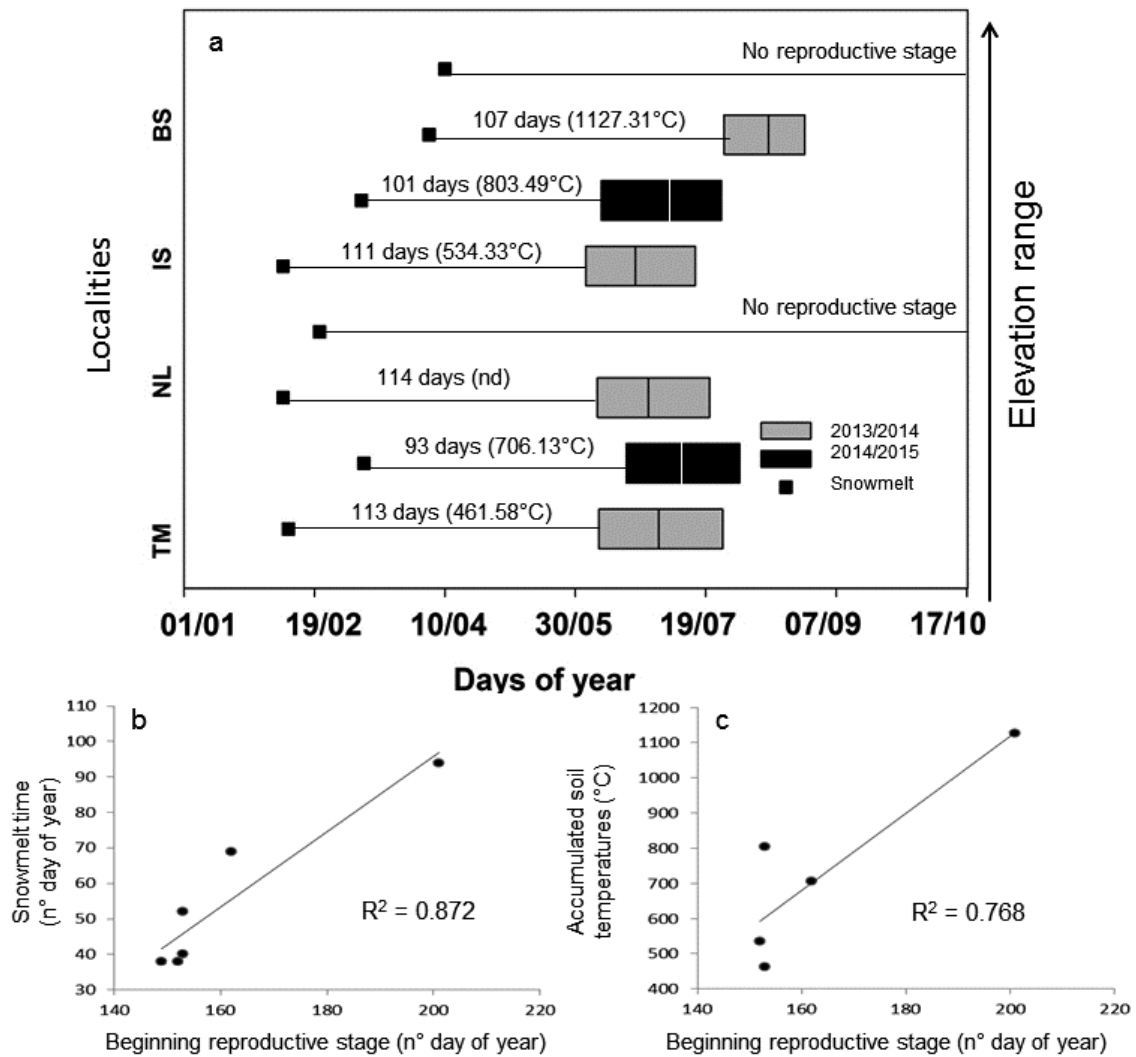 a
No reproductive stage
107 days (1127.31°C)
101 days (803.49°C)
111 days (534.33°C)
No reproductive stage
114 days (nd)
93 days (706.13°C)
113 days (461.58°C)
2013/2014
2014/2015
Snowmelt
BS
IS
NL
TM
Localities
Elevation range
01/01 19/02 10/04 30/05 19/07 07/09 17/10
Days of year
b
110
100
90
80
70
60
50
40
30
140 160 180 200 220
R² = 0.872
Snowmelt time
(n° day of year)
Beginning reproductive stage (n° day of year)
c
1200
1100
1000
900
800
700
600
500
400
140 160 180 200 220
R² = 0.768
Accumulated soil
temperatures (°C)
Beginning reproductive stage (n° day of year)